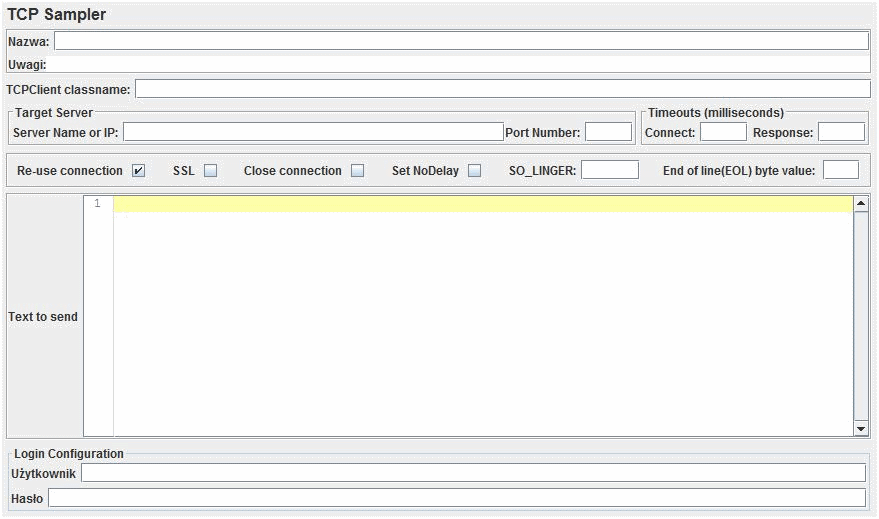 TCP Sampler
Nazwa:
Uwagi:
TCPClient classname:
Target Server
Timeouts (milliseconds)
Server Name or IP: Port Number: Connect: Response:
Re-use connection SSL Close connection Set NoDelay SO_LINGER: End of line(EOL) byte value:
1
Text to send
Login Configuration
Użytkownik
Hasło